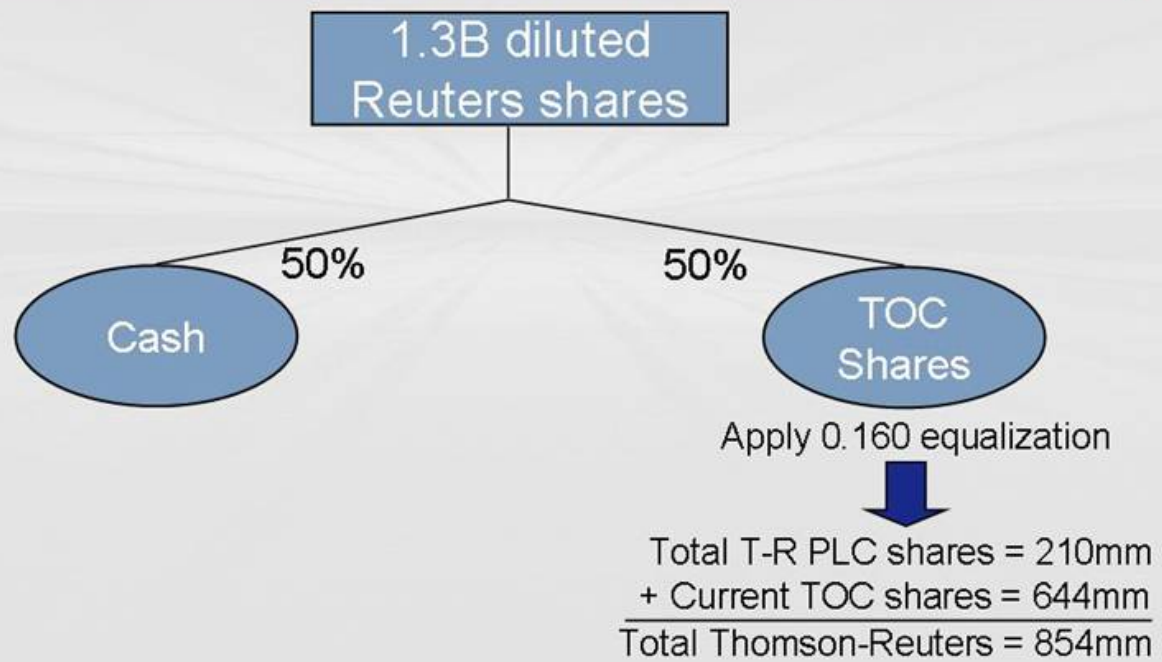 1.3B diluted
Reuters shares
50%
50%
Cash
TOC
Shares
Apply 0.160 equalization
Total T-R PLC shares = 210mm
+ Current TOC shares = 644mm
Total Thomson-Reuters = 854mm